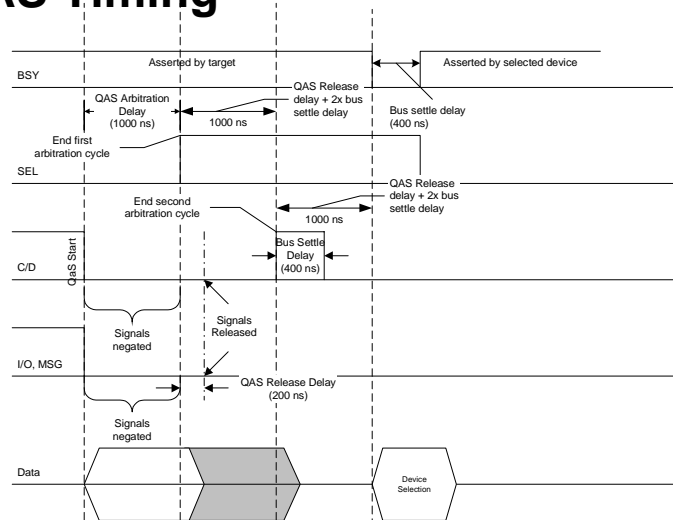 AS Timing
Asserted by target
Asserted by selected device
BSY
QAS Arbitration
Delay
(1000 ns)
QAS Release
delay + 2x bus
settle delay
1000 ns
Bus settle delay
(400 ns)
End first
arbitration cycle
SEL
QAS Release
delay + 2x bus
settle delay
End second
arbitration cycle
1000 ns
QaS Start
Bus Settle
Delay
(400 ns)
C/D
Signals
negated
Signals
Released
I/O, MSG
QAS Release Delay
(200 ns)
Signals
negated
Data
Device
Selection